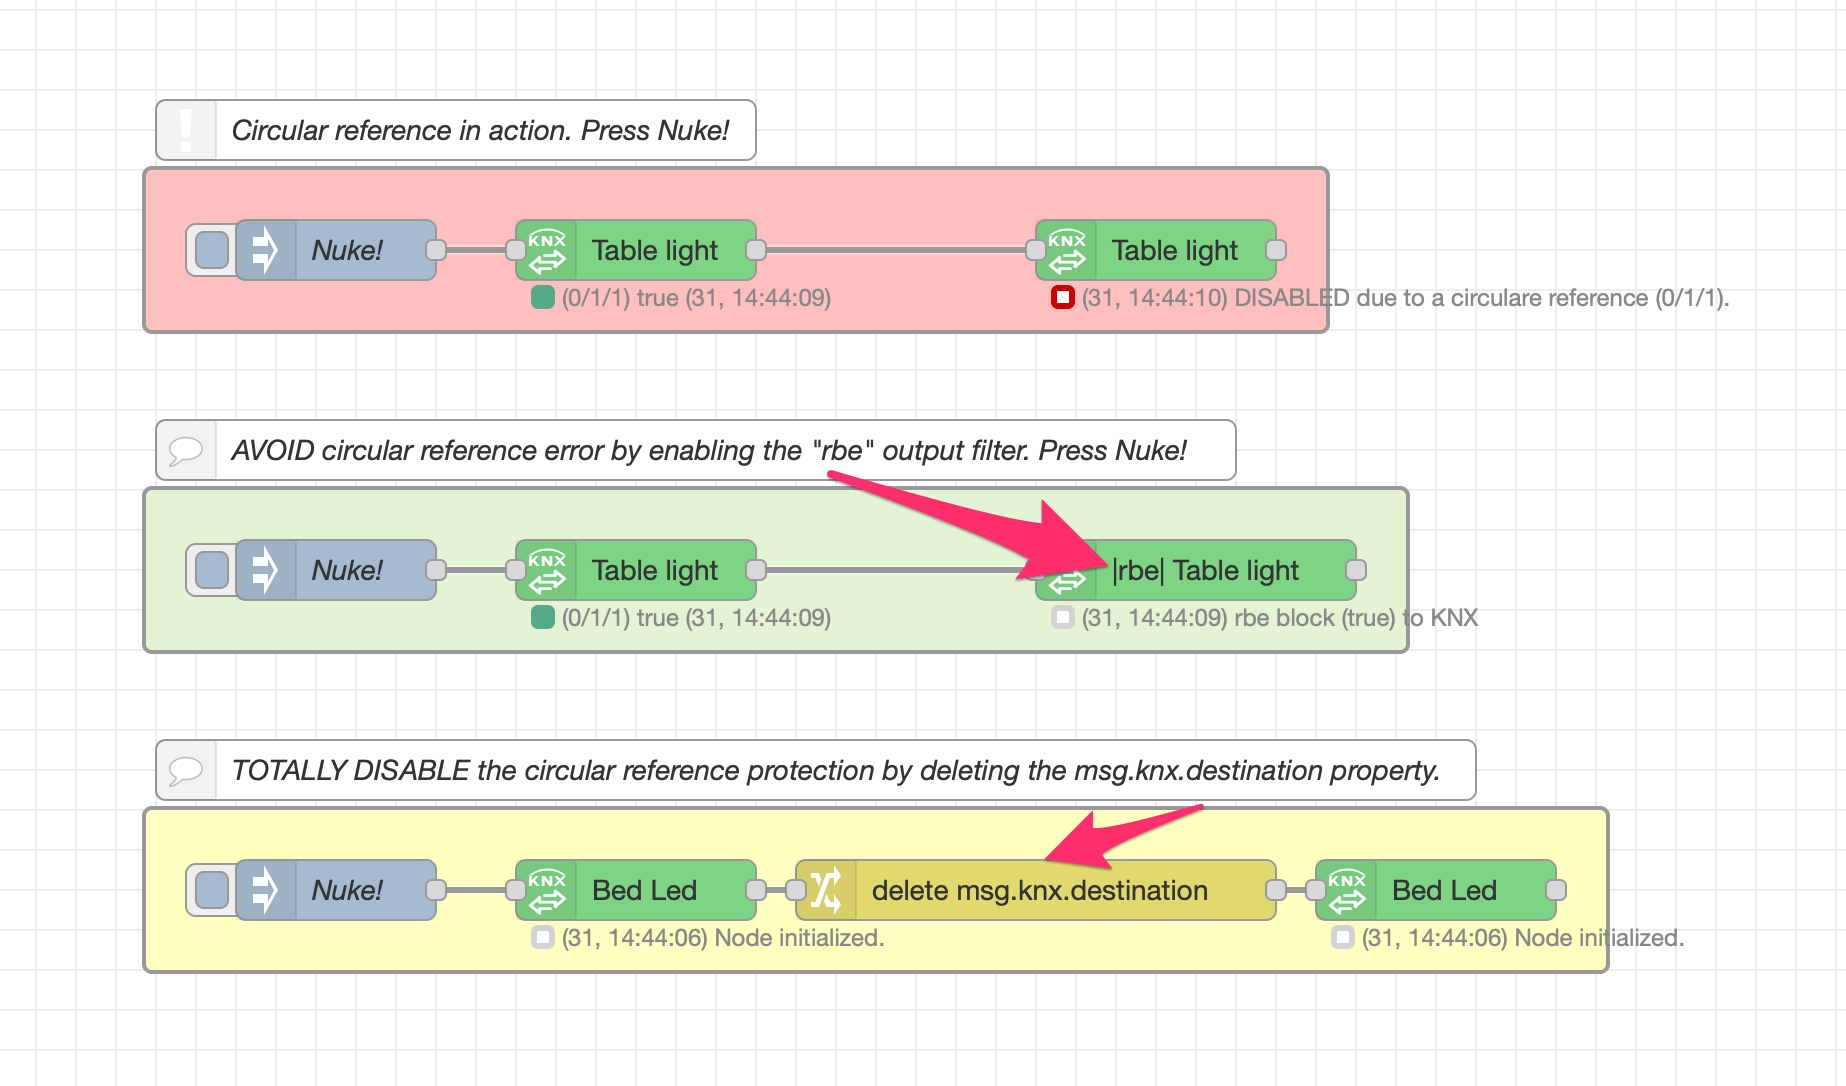 Circular reference in action. Press Nuke!
Nuke!
KNX
Table light
KNX
Table light
(0/1/1) true (31, 14:44:09)
(31, 14:44:10) DISABLED due to a circulare reference (0/1/1).
AVOID circular reference error by enabling the "rbe" output filter. Press Nuke!
Nuke!
KNX
Table light
|rbe| Table light
(0/1/1) true (31, 14:44:09)
(31, 14:44:09) rbe block (true) to KNX
TOTALLY DISABLE the circular reference protection by deleting the msg.knx.destination property.
Nuke!
KNX
Bed Led
delete msg.knx.destination
KNX
Bed Led
(31, 14:44:06) Node initialized.
(31, 14:44:06) Node initialized.